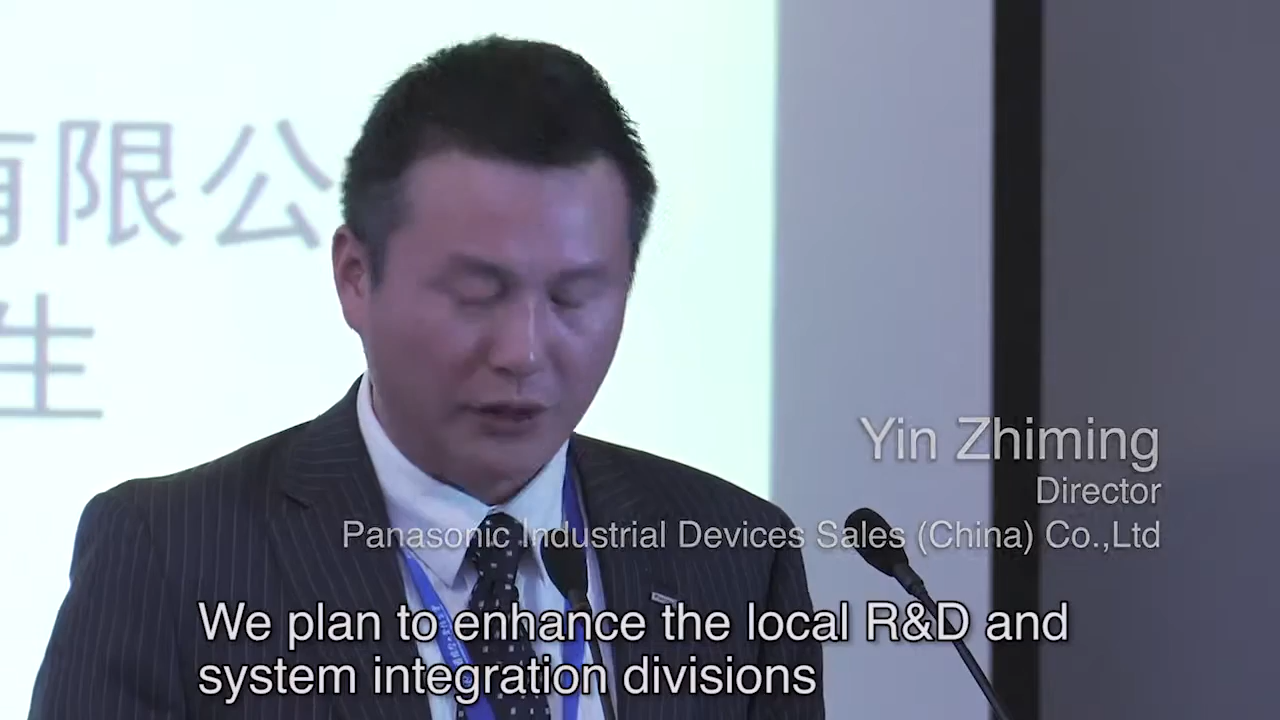 有限公
生
Yin Zhiming
Director
Panasonic Industrial Devices Sales (China) Co.,Ltd
We plan to enhance the local R&D and
system integration divisions